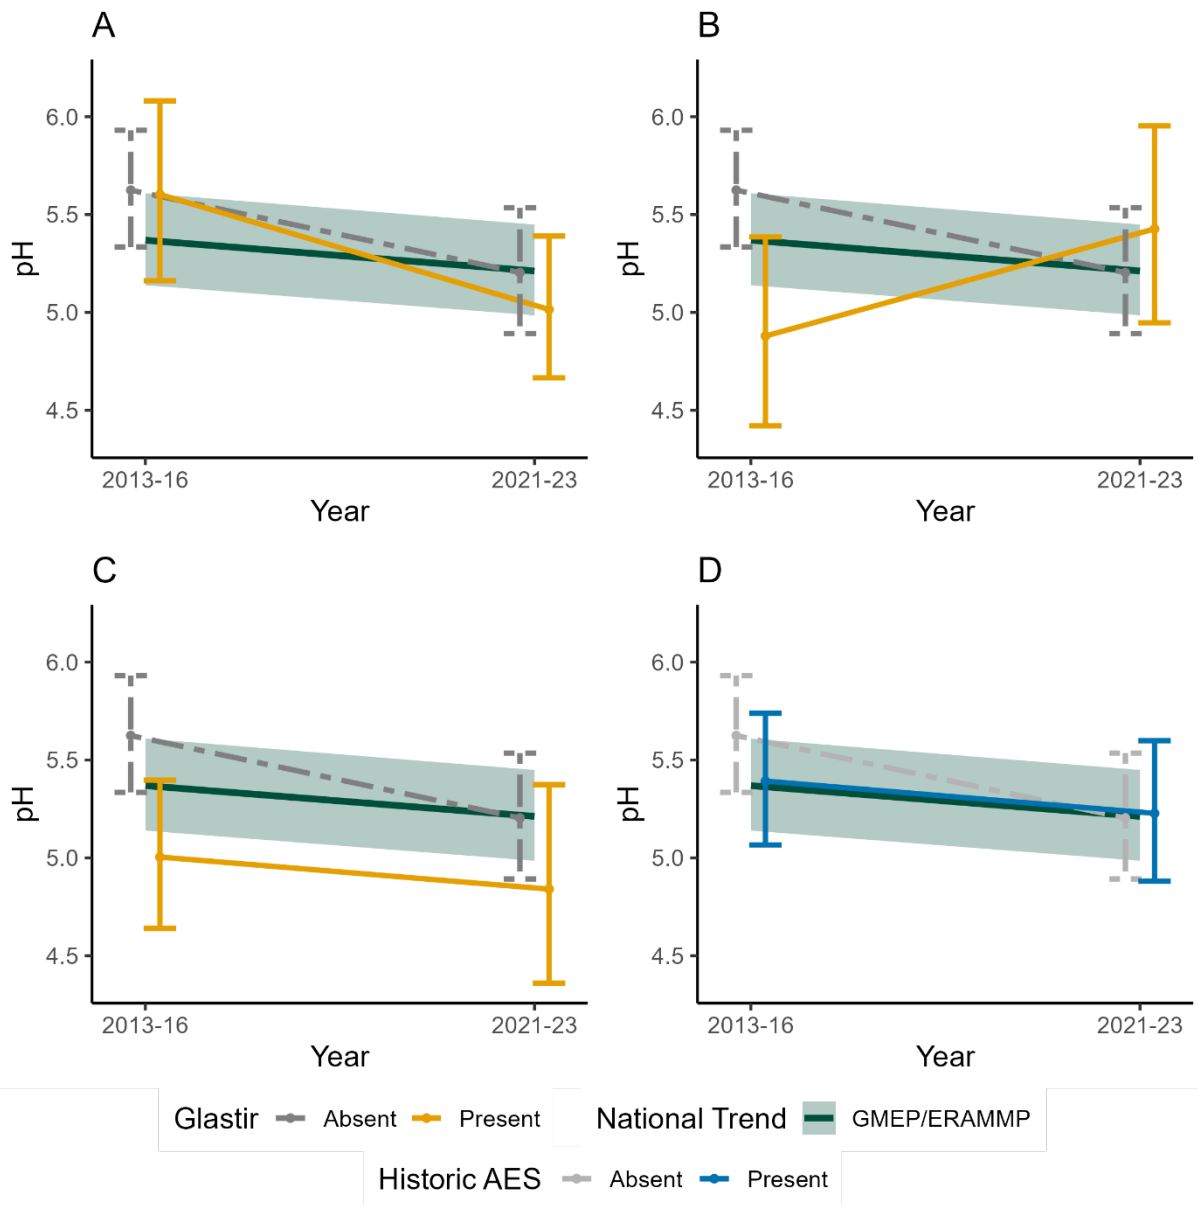 A
B
pH
6.0
5.5
5.0
4.5
2013-16
2021-23
Year
pH
6.0
5.5
5.0
4.5
2013-16
2021-23
Year
C
D
pH
6.0
5.5
5.0
4.5
2013-16
2021-23
Year
pH
6.0
5.5
5.0
4.5
2013-16
2021-23
Year
Glastir Absent Present National Trend GMEP/ERAMMP
Historic AES Absent Present